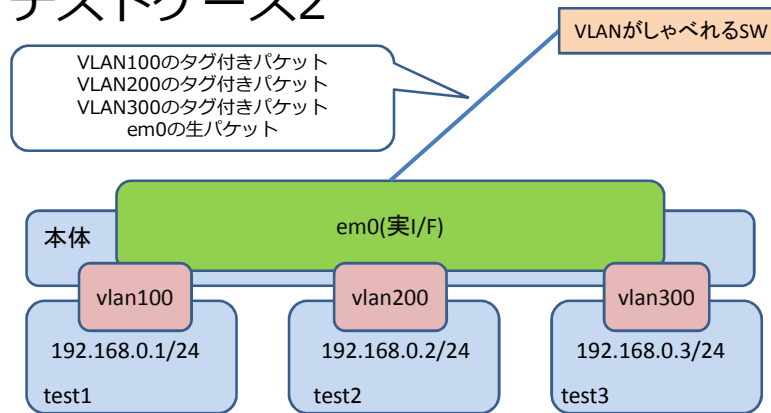 テストケース2
VLANがしゃべれるSW
VLAN100のタグ付きパケット
VLAN200のタグ付きパケット
VLAN300のタグ付きパケット
em0の生パケット
em0(実I/F)
本体
vlan100
vlan200
vlan300
192.168.0.1/24
192.168.0.2/24
192.168.0.3/24
test1
test2
test3